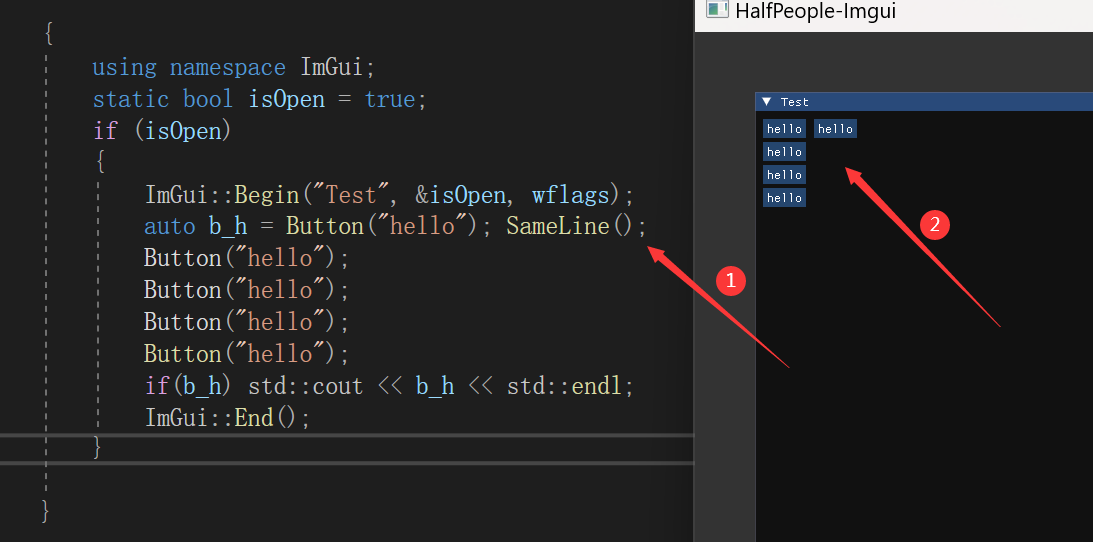 {
using namespace ImGui;
static bool isOpen = true;
if (isOpen)
{
ImGui::Begin("Test", &isOpen, wflags);
auto b_h = Button("hello"); SameLine();
Button("hello");
Button("hello");
Button("hello");
Button("hello");
if(b_h) std::cout << b_h << std::endl;
ImGui::End();
}
}
1
HalfPeople-Imgui
Test
hello hello
hello
hello
hello
2